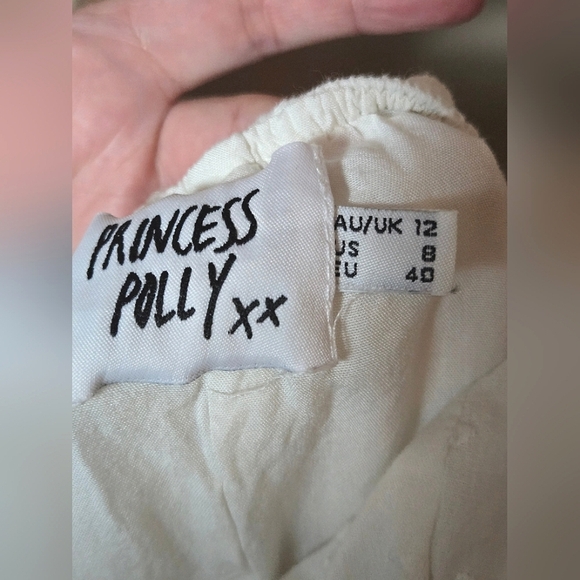 PRINCESS
POLLY xx
AU/UK 12
US 8
EU 40